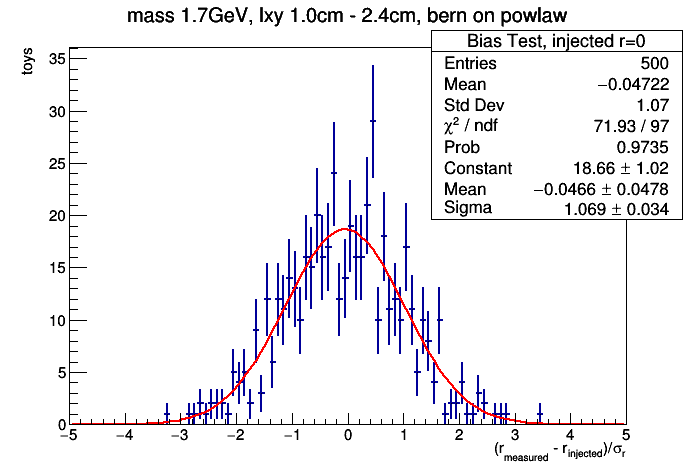 mass 1.7GeV, lxy 1.0cm - 2.4cm, bern on powlaw
Bias Test, injected r=0
Entries 500
Mean −0.04722
Std Dev 1.07
χ² / ndf 71.93 / 97
Prob 0.9735
Constant 18.66 ± 1.02
Mean −0.0466 ± 0.0478
Sigma 1.069 ± 0.034
toys
35
30
25
20
15
10
5
0
−5 −4 −3 −2 −1 0 1 2 3 4 5
(r_measured - r_injected)/σ_r